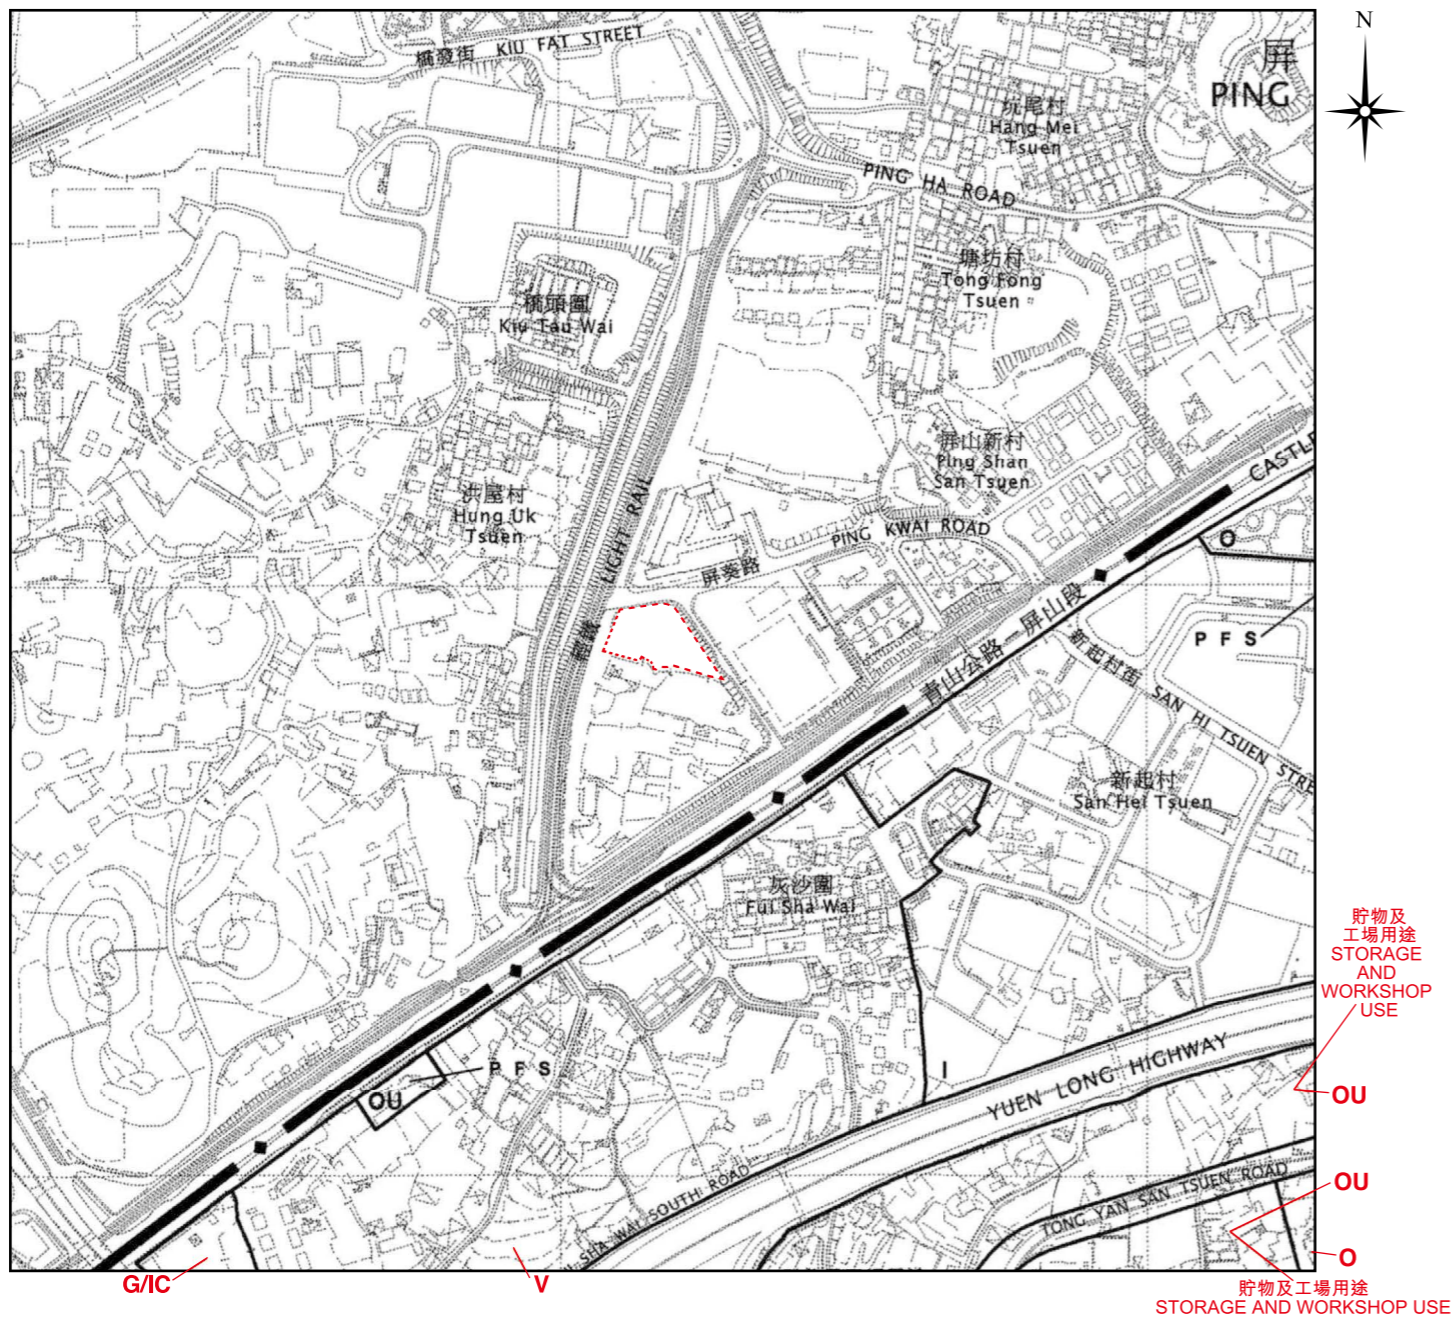 N
橋發街 KIU FAT STREET
屏
PING
坑尾村
Hang Mei
Tsuen
PING HA ROAD
塘坊村
Tong Fong
Tsuen
橋頭圍
Kiu Tau Wai
屏山新村
Ping Shan
San Tsuen
CASTLE
洪屋村
Hung Uk
Tsuen
LIGHT RAIL
輕鐵
PING KWAI ROAD
屏葵路
O
P F S
青山公路－屏山段
新起村街 SAN HI TSUEN STRE
新起村
San Hei Tsuen
灰沙圍
Fui Sha Wai
貯物及
工場用途
STORAGE
AND
WORKSHOP
USE
P F S
OU
I
YUEN LONG HIGHWAY
OU
SHA WAI SOUTH ROAD
TONG YAN SAN TSUEN ROAD
OU
O
G/IC
V
貯物及工場用途
STORAGE AND WORKSHOP USE